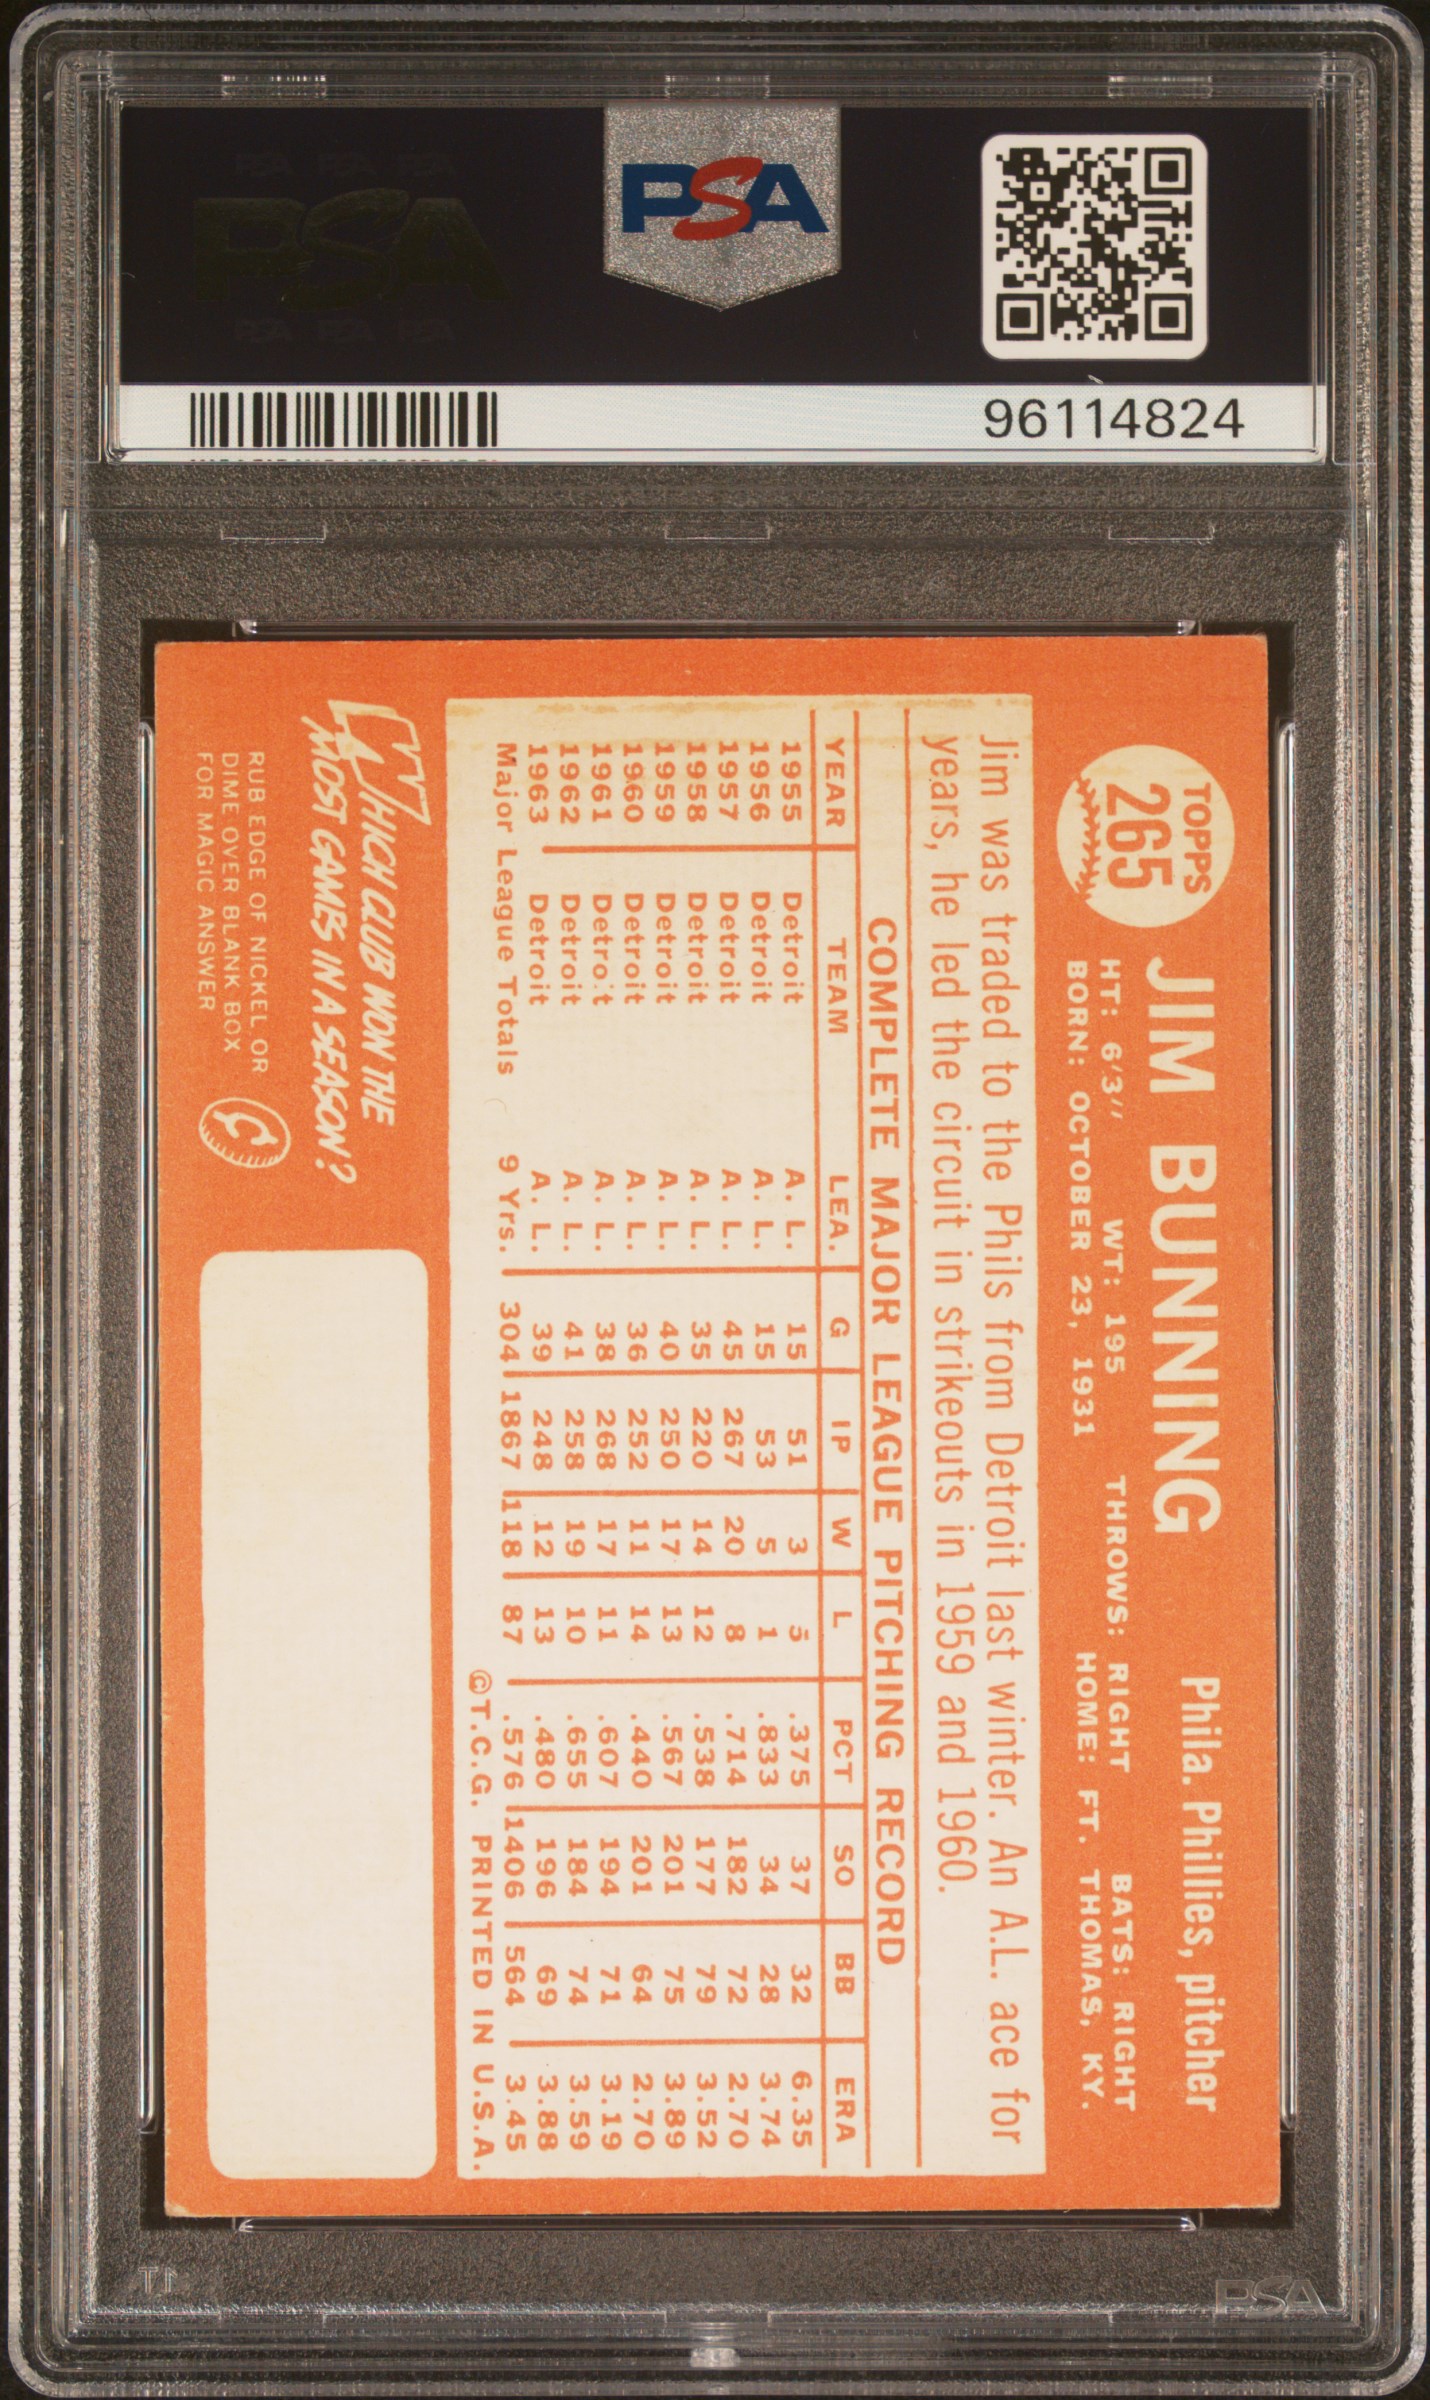 PSA
PSA
96114824
TOPPS
265
JIM BUNNING
Phila. Phillies, pitcher
HT: 6'3" WT: 195 THROWS: RIGHT BATS: RIGHT
BORN: OCTOBER 23, 1931 HOME: FT. THOMAS, KY.
Jim was traded to the Phils from Detroit last winter. An A.L. ace for
years, he led the circuit in strikeouts in 1959 and 1960.
COMPLETE MAJOR LEAGUE PITCHING RECORD
YEAR TEAM LEA. G IP W L PCT SO BB ERA
1955 Detroit A. L. 15 51 3 5 .375 37 32 6.35
1956 Detroit A. L. 15 53 5 1 .833 34 28 3.74
1957 Detroit A. L. 45 267 20 8 .714 182 72 2.70
1958 Detroit A. L. 35 220 14 12 .538 177 79 3.52
1959 Detroit A. L. 40 250 17 13 .567 201 75 3.89
1960 Detroit A. L. 36 252 11 14 .440 201 64 2.70
1961 Detroit A. L. 38 268 17 11 .607 194 71 3.19
1962 Detroit A. L. 41 258 19 10 .655 184 74 3.59
1963 Detroit A. L. 39 248 12 13 .480 196 69 3.88
Major League Totals 9 Yrs. 304 1867 118 87 .576 1406 564 3.45
©T.C.G. PRINTED IN U.S.A.
WHICH CLUB WON THE
MOST GAMES IN A SEASON?
RUB EDGE OF NICKEL OR
DIME OVER BLANK BOX
FOR MAGIC ANSWER
PSA